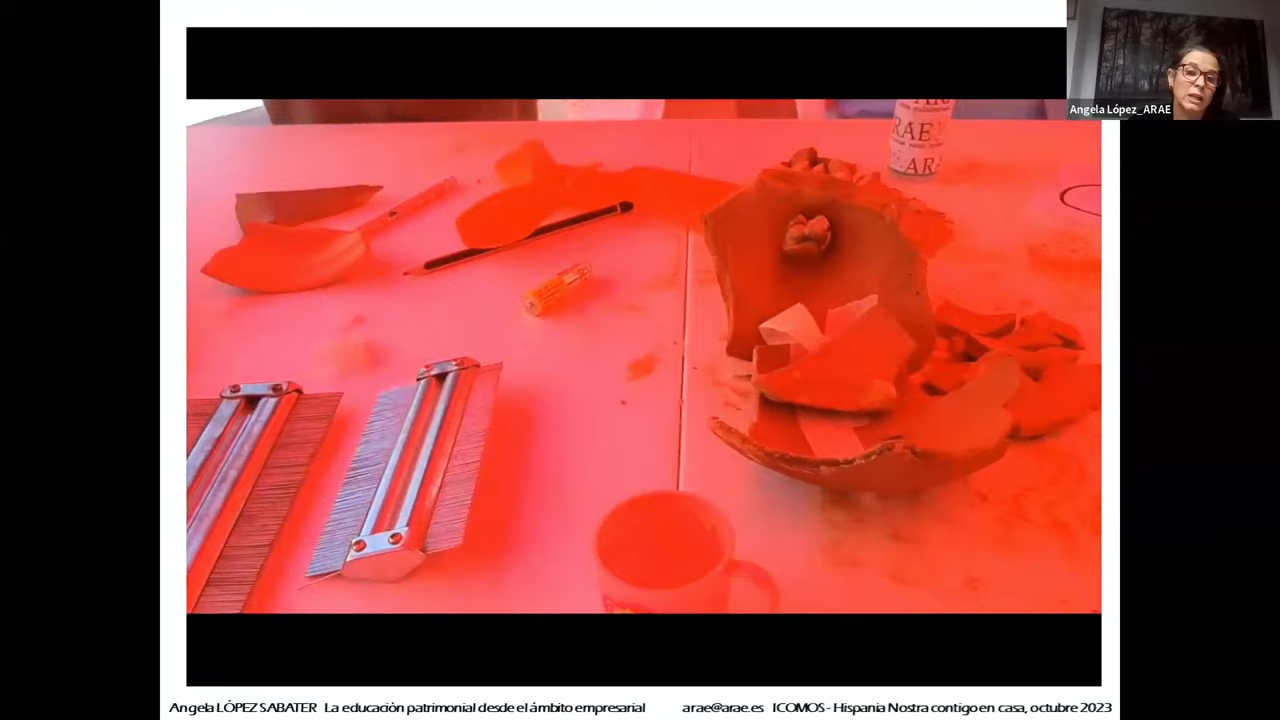 Angela López_ARAE
ARAE
AR
Angela LÓPEZ SABATER La educación patrimonial desde el ámbito empresarial arae@arae.es ICOMOS - Hispania Nostra contigo en casa, octubre 2023